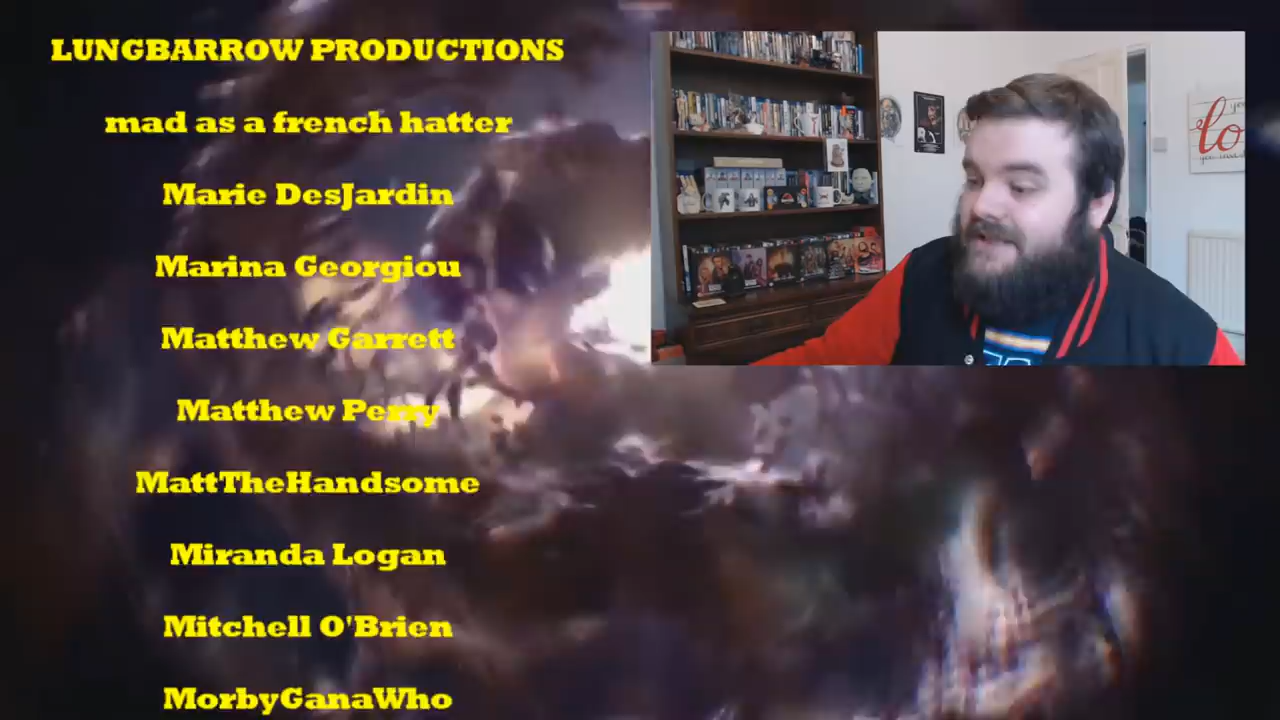 LUNGBARROW PRODUCTIONS
mad as a french hatter
Marie DesJardin
Marina Georgiou
Matthew Garrett
Matthew Perry
MattTheHandsome
Miranda Logan
Mitchell O'Brien
MorbyGanaWho
lo